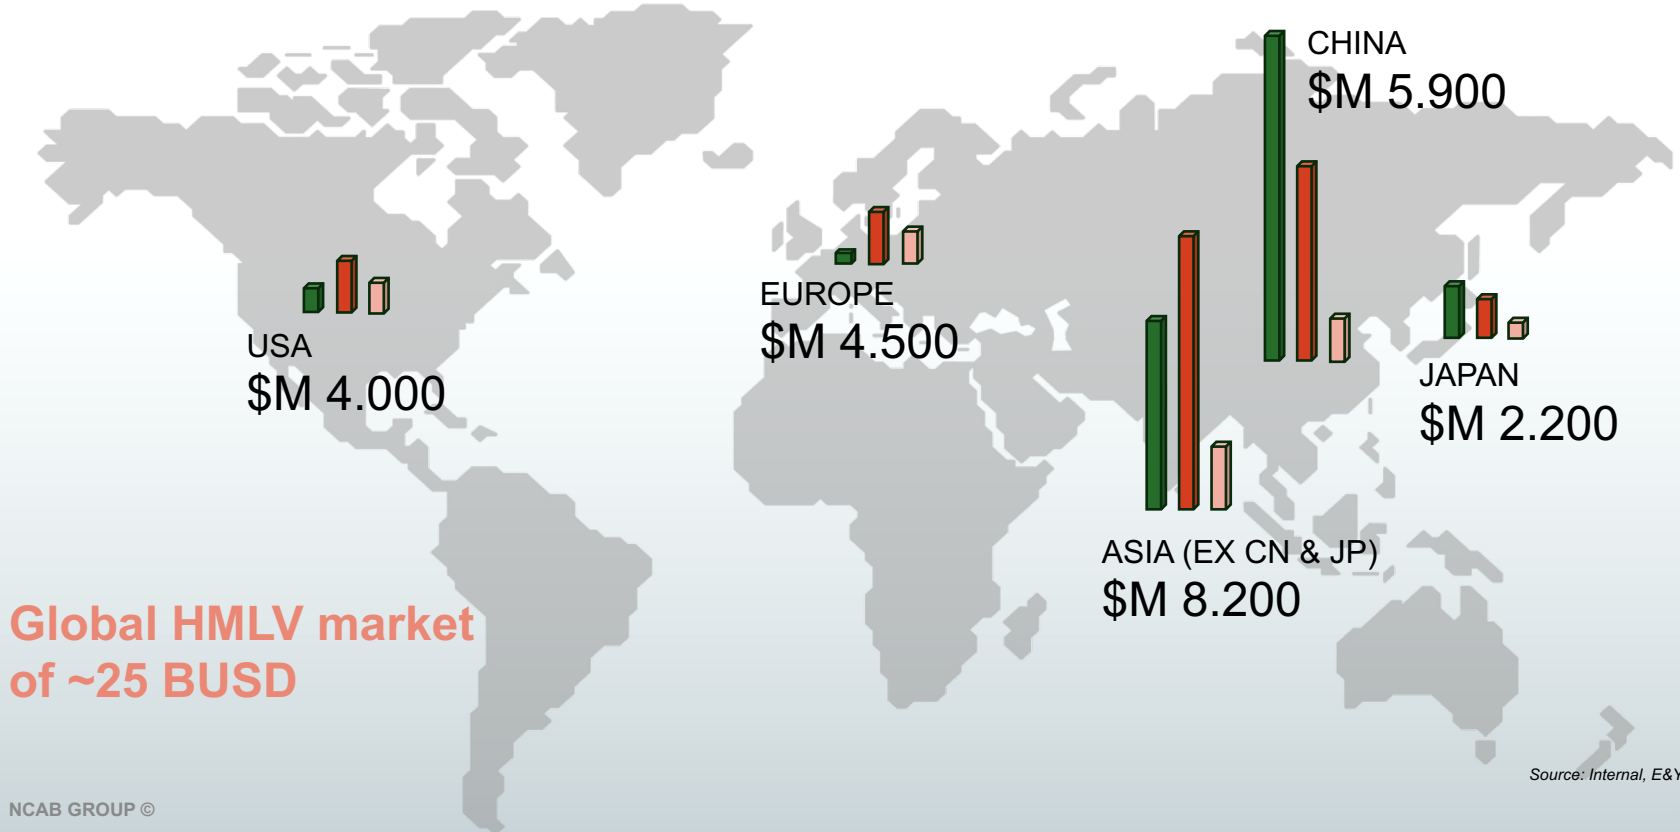 CHINA
$M 5.900
EUROPE
$M 4.500
USA
$M 4.000
JAPAN
$M 2.200
ASIA (EX CN & JP)
$M 8.200
Global HMLV market
of ~25 BUSD
Source: Internal, E&Y
NCAB GROUP ©